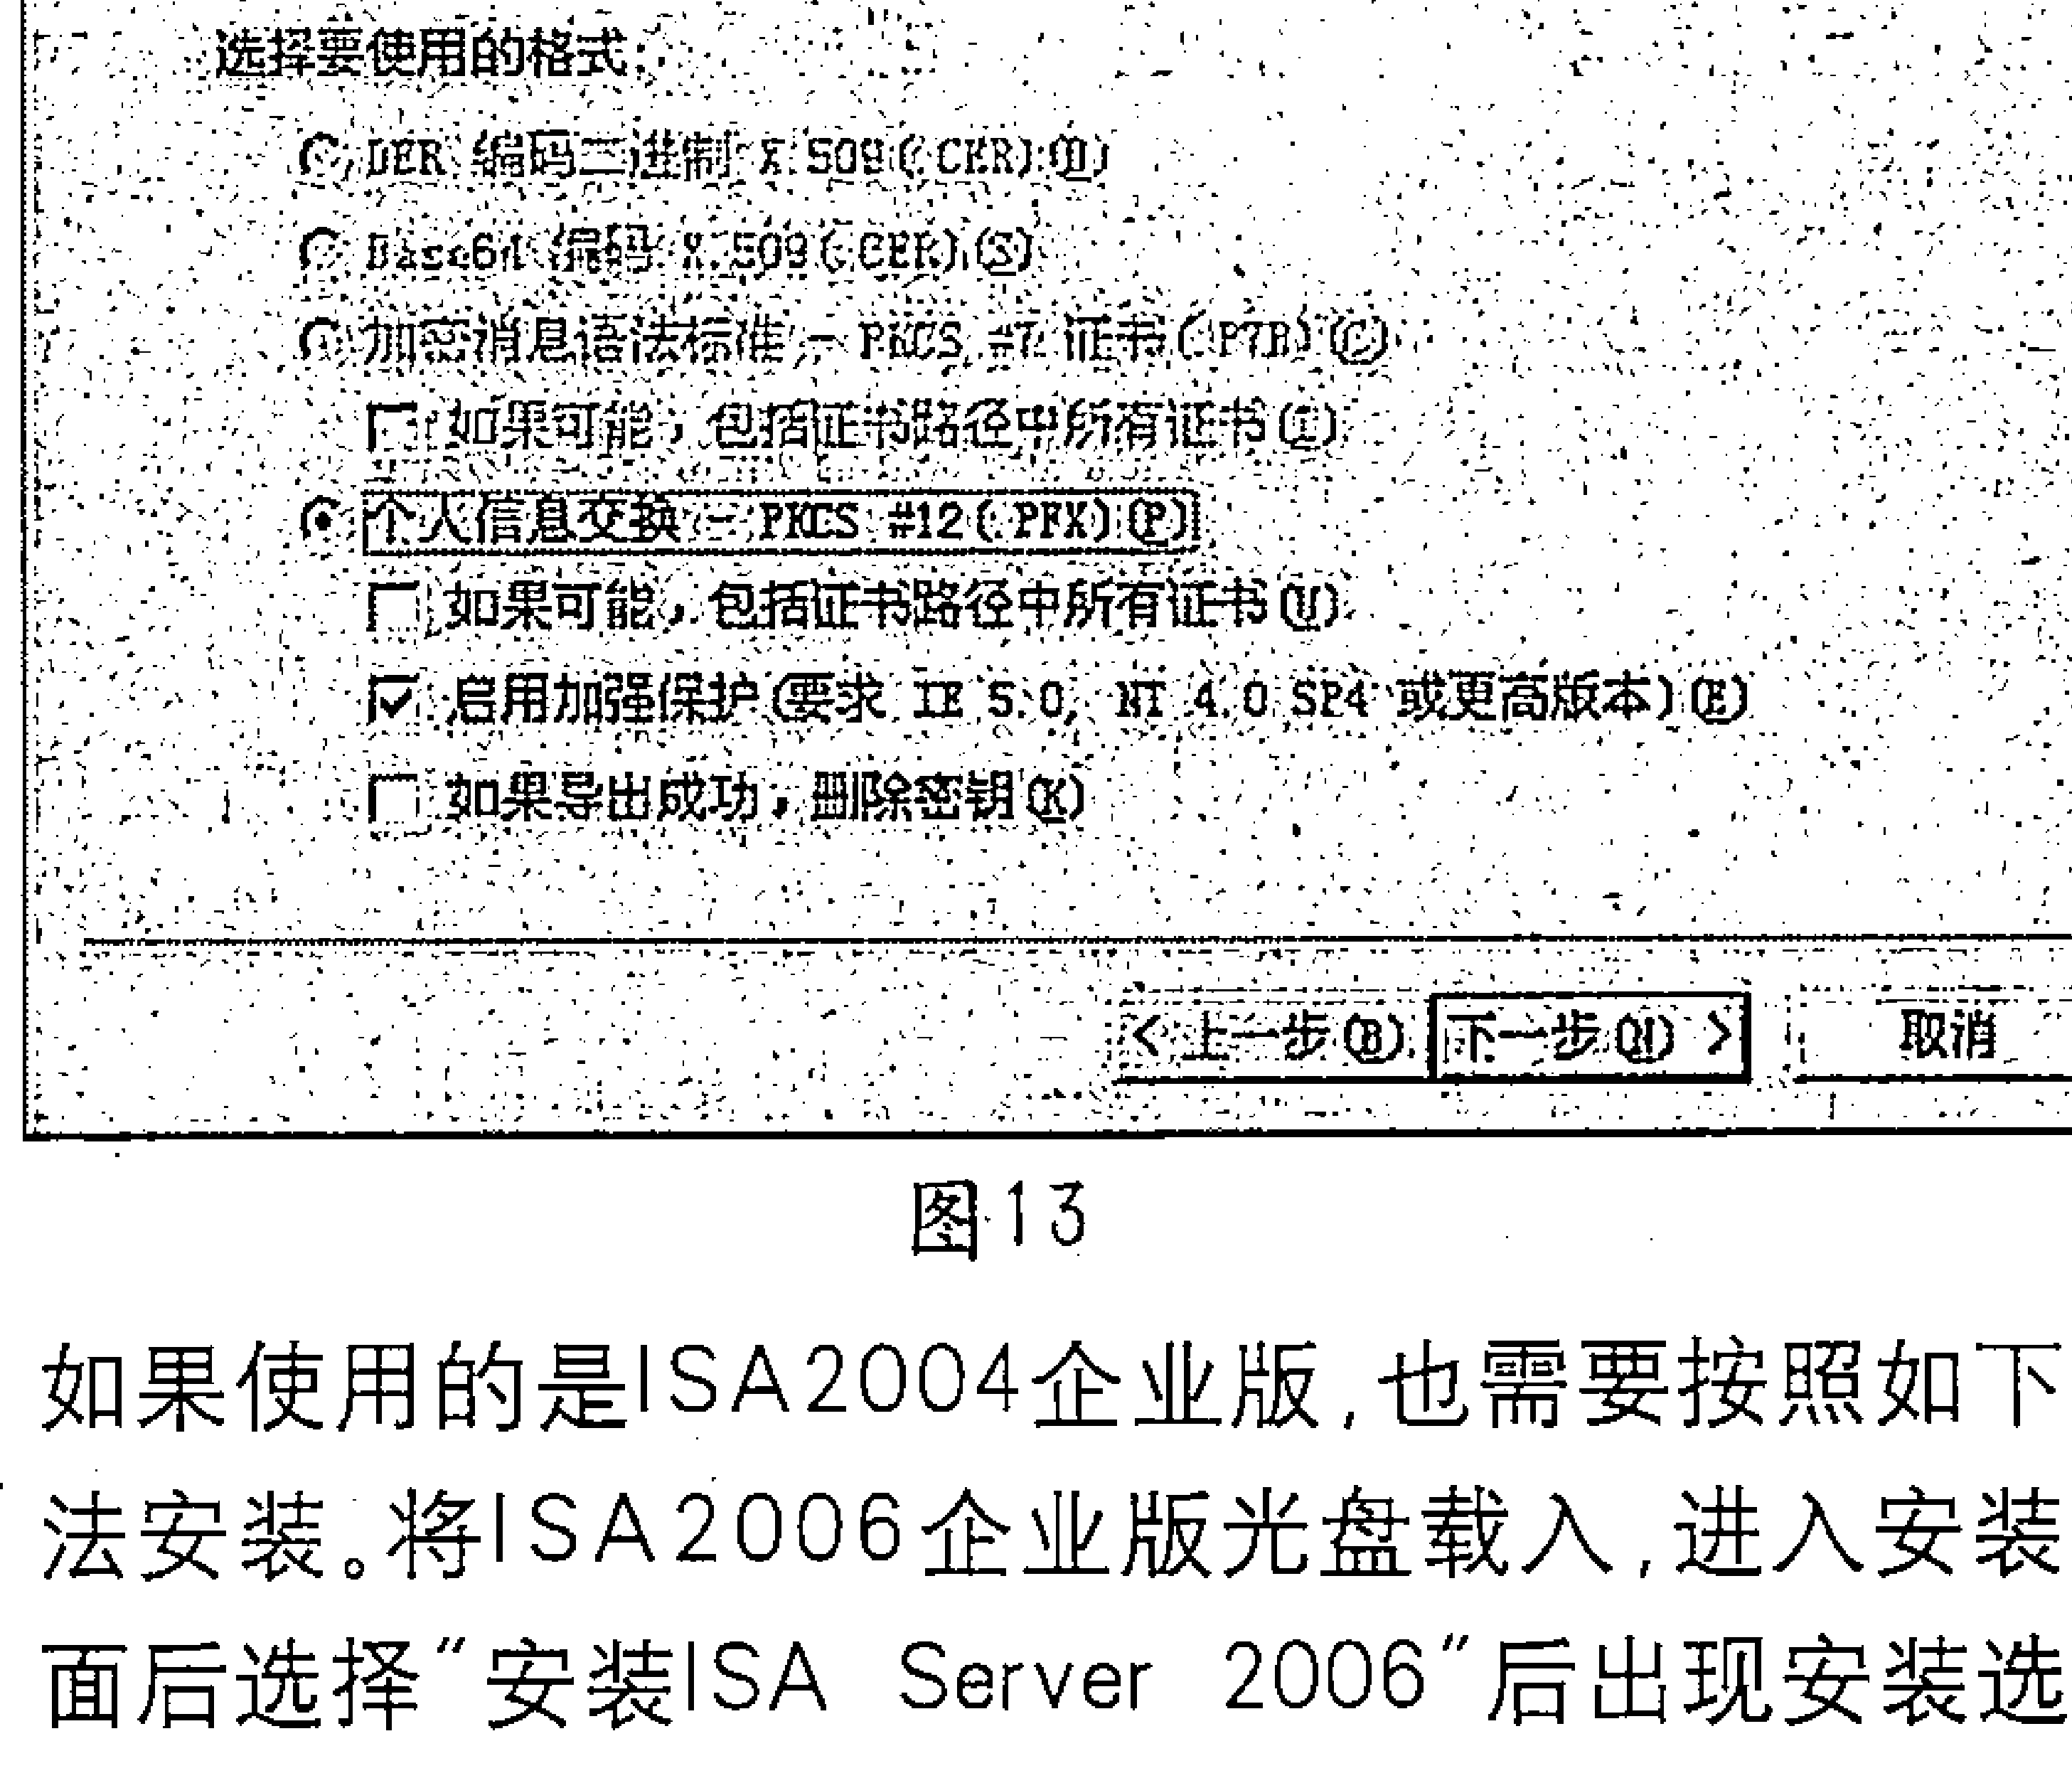 选择要使用的格式:
DER 编码二进制 X.509(.CER)(D)
Base64 编码 X.509(.CER)(S)
加密消息语法标准 - PKCS #7 证书(.P7B)(C)
如果可能，包括证书路径中所有证书(I)
个人信息交换 - PKCS #12(.PFX)(P)
如果可能，包括证书路径中所有证书(U)
启用加强保护(要求 IE 5.0, NT 4.0 SP4 或更高版本)(E)
如果导出成功，删除密钥(K)
< 上一步(B) 下一步(N) > 取消
图13
如果使用的是ISA2004企业版,也需要按照如下
法安装。将ISA2006企业版光盘载入,进入安装
面后选择"安装ISA Server 2006"后出现安装选